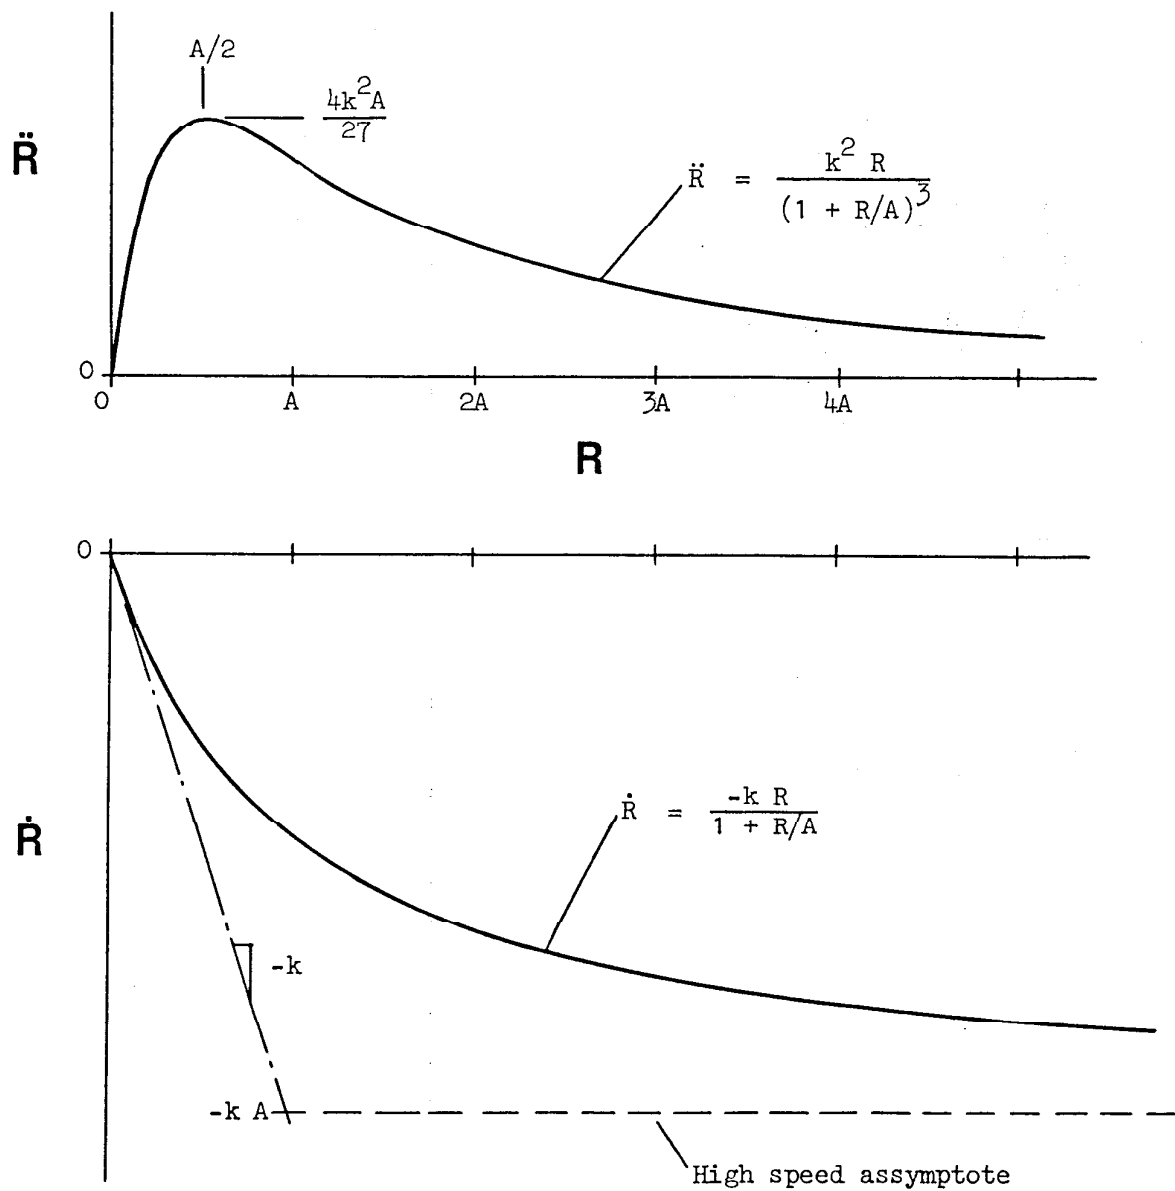 A/2
4k²A
27
R̈
R̈ = k² R
(1 + R/A)³
0
0 A 2A 3A 4A
R
0
Ṙ = -k R
1 + R/A
Ṙ
-k
-k A
High speed assymptote